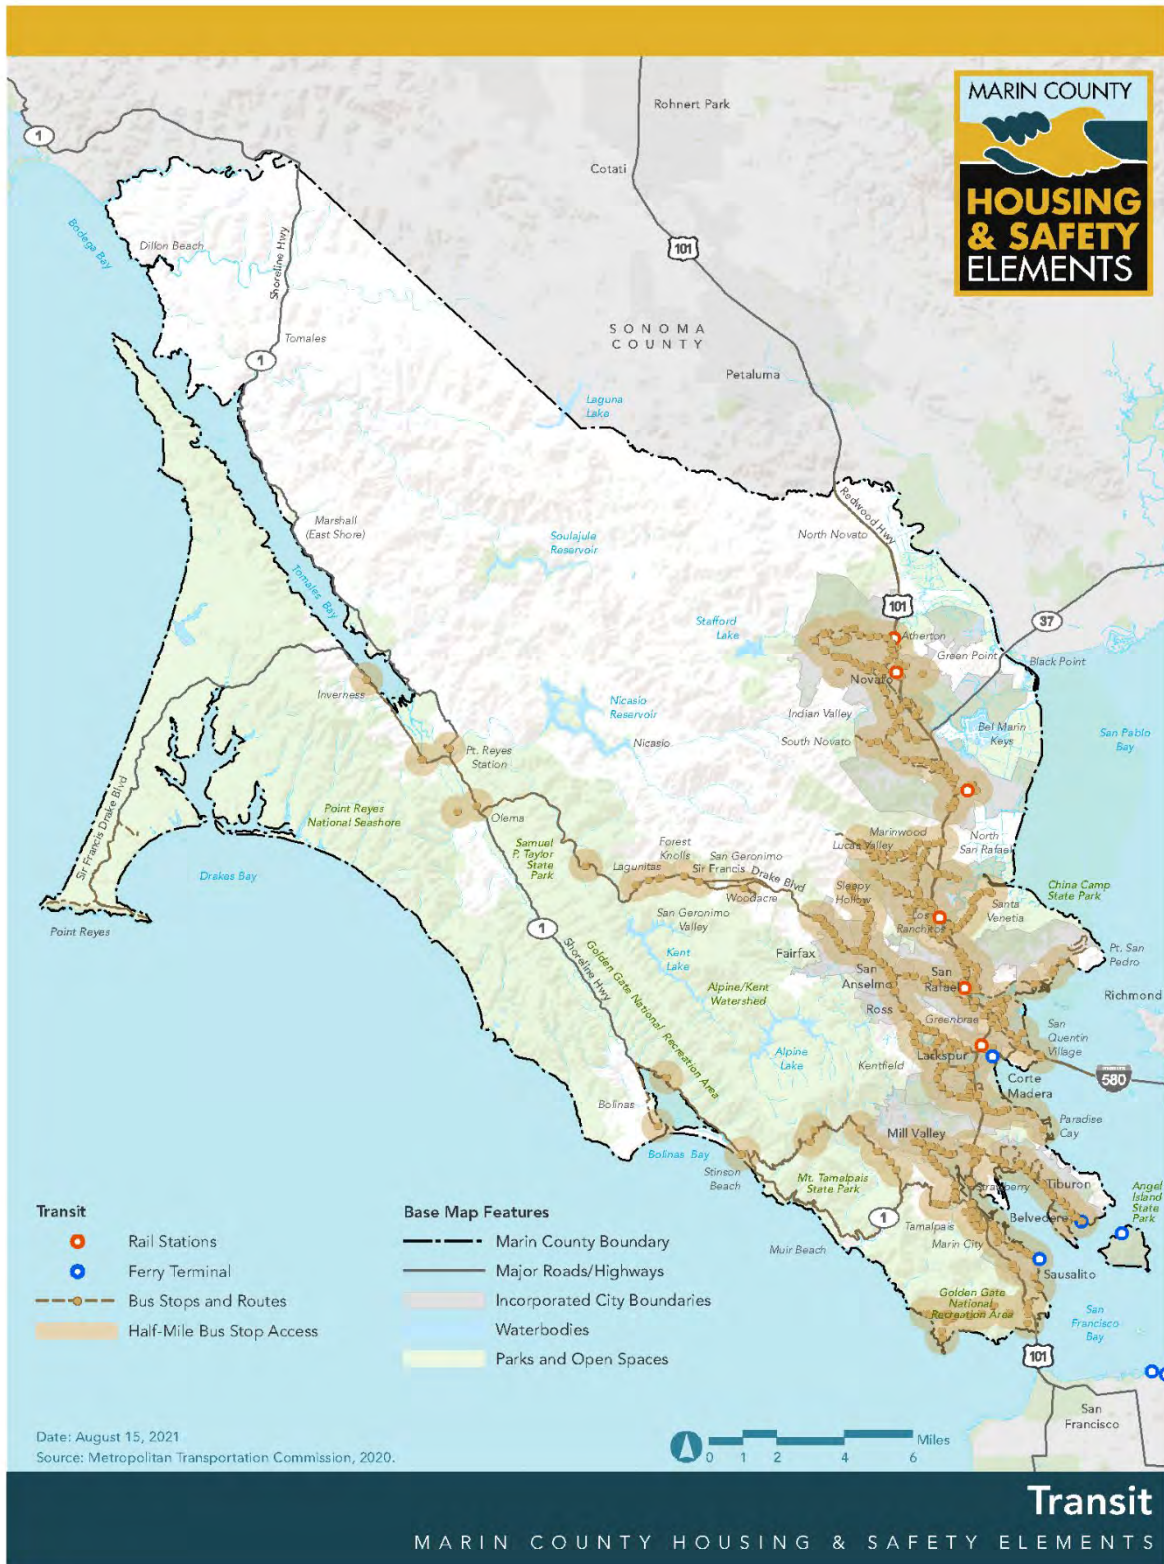 MARIN COUNTY
HOUSING
& SAFETY
ELEMENTS
Rohnert Park
1
Cotati
101
Bodega Bay
Dillon Beach
Shoreline Hwy
SONOMA
COUNTY
Tomales
1
Petaluma
Laguna
Lake
Redwood Hwy
Marshall
(East Shore)
North Novato
Soulajule
Reservoir
Tomales Bay
101
37
Stafford
Lake
Atherton
Green Point
Black Point
Novato
Inverness
Nicasio
Reservoir
Indian Valley
Bel Marin
Keys
San Pablo
Bay
Nicasio
South Novato
Pt. Reyes
Station
Sir Francis Drake Blvd
Point Reyes
National Seashore
Olema
Samuel
P. Taylor
State
Park
Marinwood
Lucas Valley
North
San Rafael
Forest
Knolls
San Geronimo
Lagunitas
Sir Francis Drake Blvd
Drakes Bay
Woodacre
Sleepy
Hollow
China Camp
State Park
Santa
Venetia
Los
Ranchitos
San Geronimo
Valley
Point Reyes
1
Shoreline Hwy
Golden Gate National Recreation Area
Kent
Lake
Fairfax
Pt. San
Pedro
San
Anselmo
San
Rafael
Alpine/Kent
Watershed
Richmond
Ross
Greenbrae
San
Quentin
Village
Alpine
Lake
Kentfield
Larkspur
580
Corte
Madera
Bolinas
Paradise
Cay
Mill Valley
Bolinas Bay
Stinson
Beach
Mt. Tamalpais
State Park
Strawberry
Tiburon
Angel
Island
State
Park
Belvedere
1
Tamalpais
Marin City
Muir Beach
Sausalito
Golden Gate
National
Recreation Area
San
Francisco
Bay
101
San
Francisco
Transit
Rail Stations
Ferry Terminal
Bus Stops and Routes
Half-Mile Bus Stop Access
Base Map Features
Marin County Boundary
Major Roads/Highways
Incorporated City Boundaries
Waterbodies
Parks and Open Spaces
Date: August 15, 2021
Source: Metropolitan Transportation Commission, 2020.
Miles
0 1 2 4 6
Transit
MARIN COUNTY HOUSING & SAFETY ELEMENTS